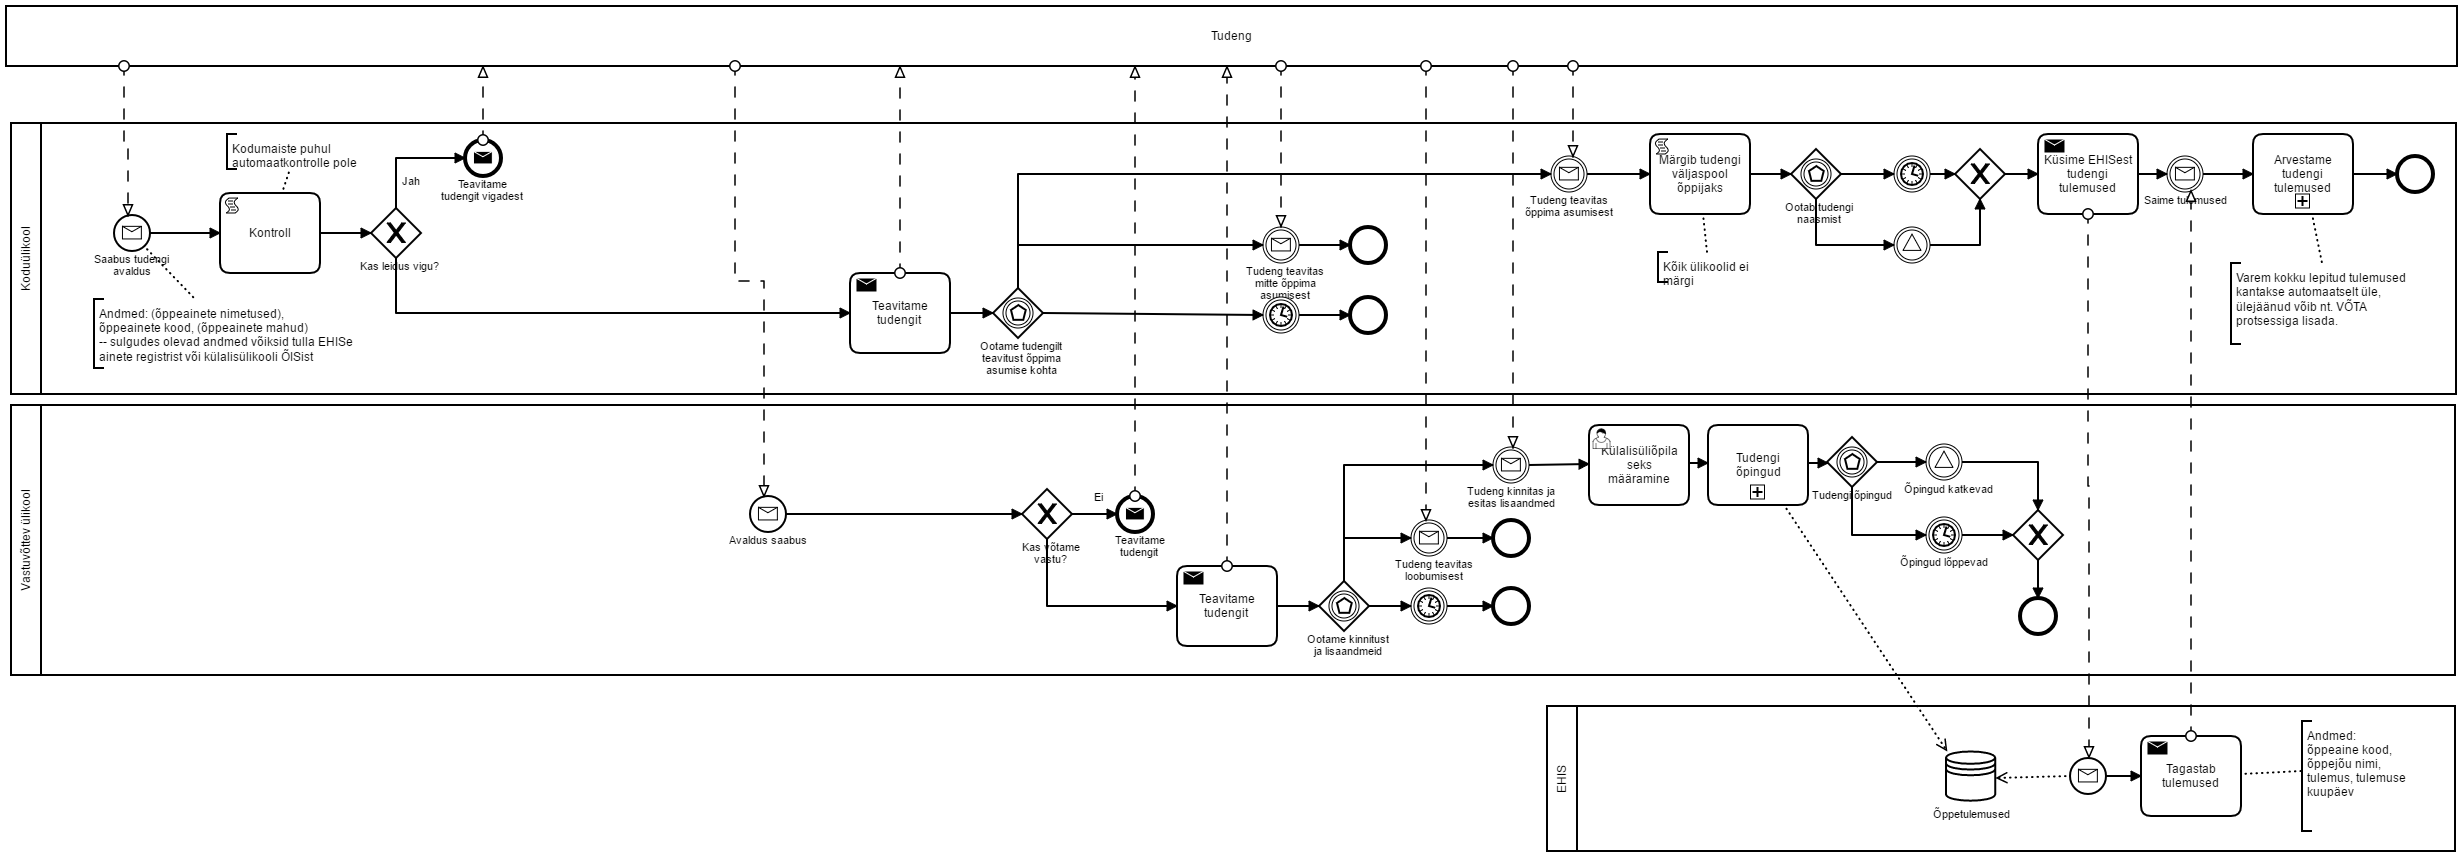 Tudeng
Koduülikool
Saabus tudengi
avaldus
Andmed: (õppeainete nimetused),
õppeainete kood, (õppeainete mahud)
-- sulgudes olevad andmed võiksid tulla EHISe
ainete registrist või külalisülikooli ÕISist
Kodumaiste puhul
automaatkontrolle pole
Kontroll
Kas leidus vigu?
Jah
Teavitame
tudengit vigadest
Teavitame
tudengit
Ootame tudengilt
teavitust õppima
asumise kohta
Tudeng teavitas
mitte õppima
asumisest
Tudeng teavitas
õppima asumisest
Märgib tudengi
väljaspool
õppijaks
Kõik ülikoolid ei
märgi
Ootab tudengi
naasmist
Küsime EHISest
tudengi
tulemused
Saime tulemused
Arvestame
tudengi
tulemused
Varem kokku lepitud tulemused
kantakse automaatselt üle,
ülejäänud võib nt. VÕTA
protsessiga lisada.
Vastuvõttev ülikool
Avaldus saabus
Kas võtame
vastu?
Ei
Teavitame
tudengit
Teavitame
tudengit
Ootame kinnitust
ja lisaandmeid
Tudeng teavitas
loobumisest
Tudeng kinnitas ja
esitas lisaandmed
Külalisüliõpila
seks
määramine
Tudengi
õpingud
Tudengi õpingud
Õpingud katkevad
Õpingud lõppevad
EHIS
Õppetulemused
Tagastab
tulemused
Andmed:
õppeaine kood,
õppejõu nimi,
tulemus, tulemuse
kuupäev